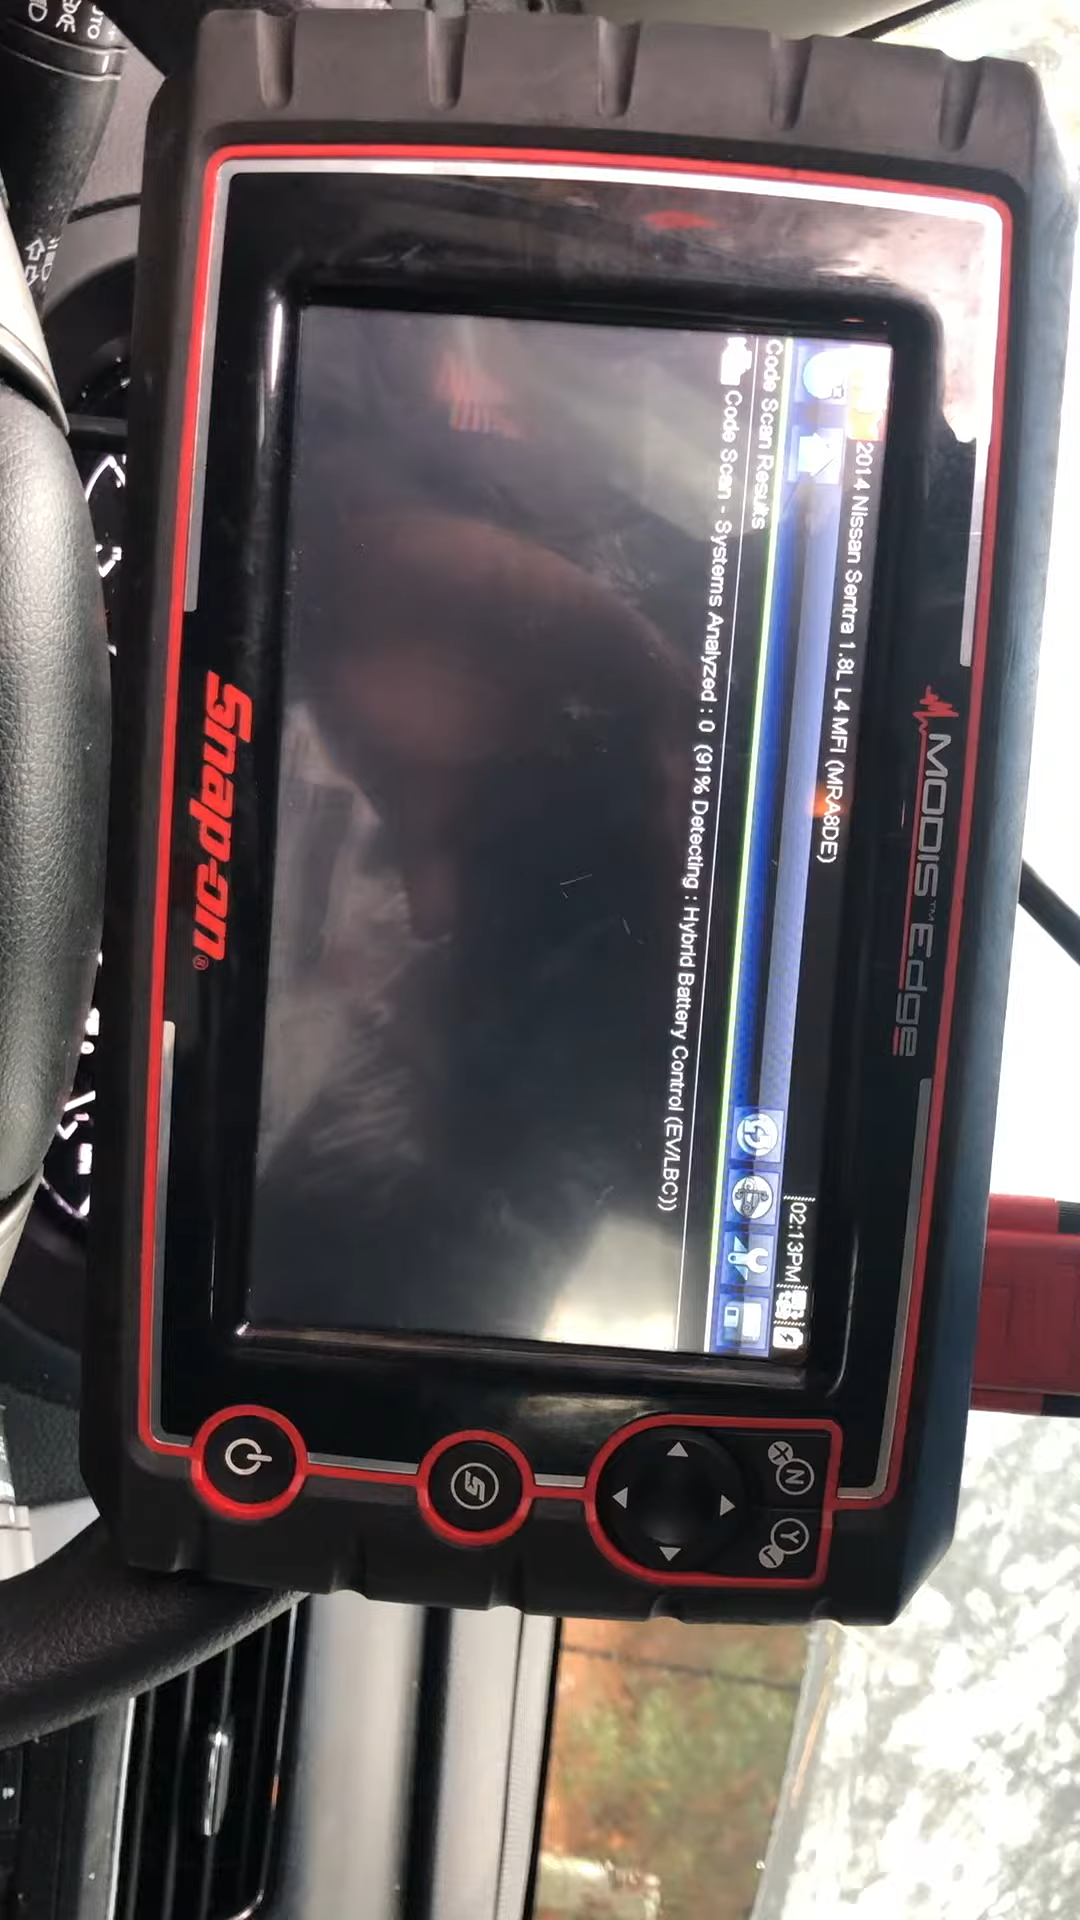 MODIS™ Edge
2014 Nissan Sentra 1.8L L4 MFI (MRA8DE)
02:13PM
Code Scan Results
Code Scan - Systems Analyzed : 0 (91% Detecting : Hybrid Battery Control (EV/LBC))
N
Y
S
Snap-on®